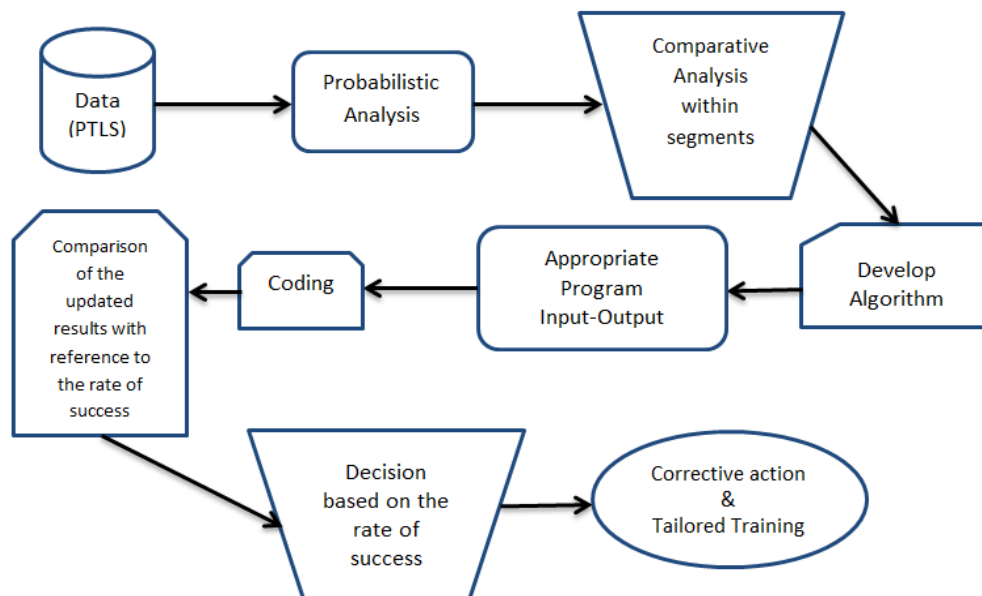 Data
(PTLS)
Probabilistic
Analysis
Comparative
Analysis
within
segments
Develop
Algorithm
Appropriate
Program
Input-Output
Coding
Comparison
of the
updated
results with
reference to
the rate of
success
Decision
based on the
rate of
success
Corrective action
&
Tailored Training